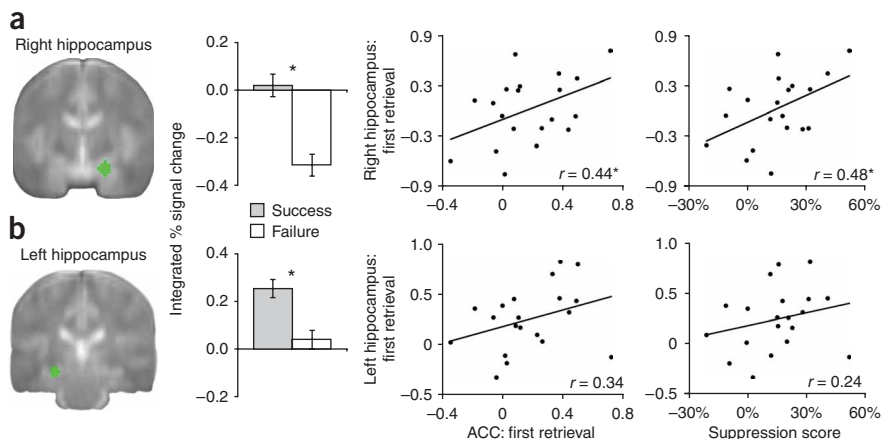 a
Right hippocampus
0.2
0.0
−0.2
−0.4
*
Integrated % signal change
Success
Failure
Right hippocampus:
first retrieval
0.9
0.3
−0.3
−0.9
r = 0.44*
−0.4 0 0.4 0.8
0.9
0.3
−0.3
−0.9
r = 0.48*
−30% 0% 30% 60%
b
Left hippocampus
0.4
0.2
0.0
−0.2
*
Left hippocampus:
first retrieval
1.0
0.5
0
−0.5
r = 0.34
−0.4 0 0.4 0.8
ACC: first retrieval
1.0
0.5
0
−0.5
r = 0.24
−30% 0% 30% 60%
Suppression score